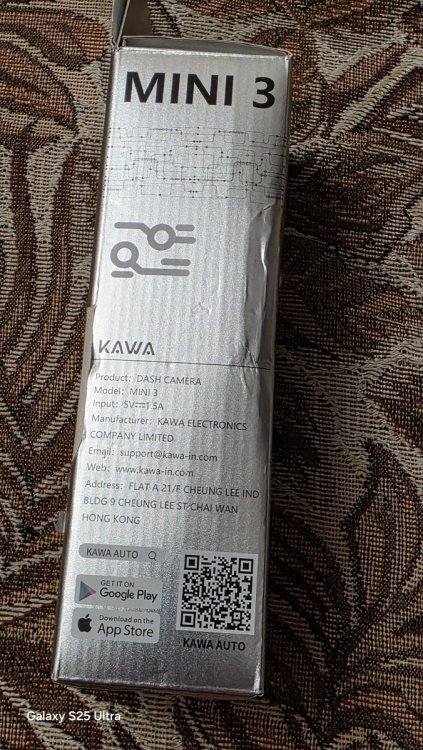 MINI 3
KAWA
Product: DASH CAMERA
Model: MINI 3
Input: 5V⎓1.5A
Manufacturer: KAWA ELECTRONICS
COMPANY LIMITED
Email: support@kawa-in.com
Web: www.kawa-in.com
Address: FLAT A 21/F CHEUNG LEE IND
BLDG 9 CHEUNG LEE ST CHAI WAN
HONG KONG
KAWA AUTO
GET IT ON
Google Play
Download on the
App Store
KAWA AUTO
Galaxy S25 Ultra